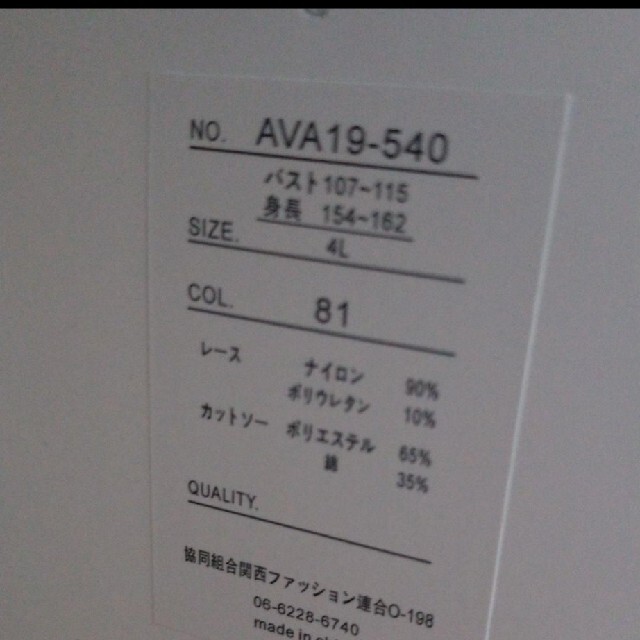 NO. AVA19-540
バスト107~115
身長 154~162
SIZE. 4L
COL. 81
レース ナイロン 90%
ポリウレタン 10%
カットソー ポリエステル 65%
綿 35%
QUALITY.
協同組合関西ファッション連合O-198
06-6228-6740
made in